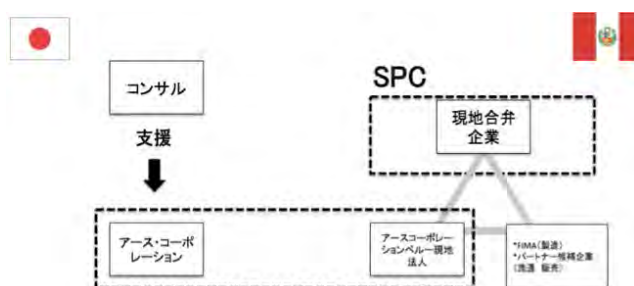 コンサル
支援
SPC
現地合弁
企業
アース・コーポ
レーション
アースコーポレー
ションペルー現地
法人
*FIMA(製造)
*パートナー候補企業
販売)